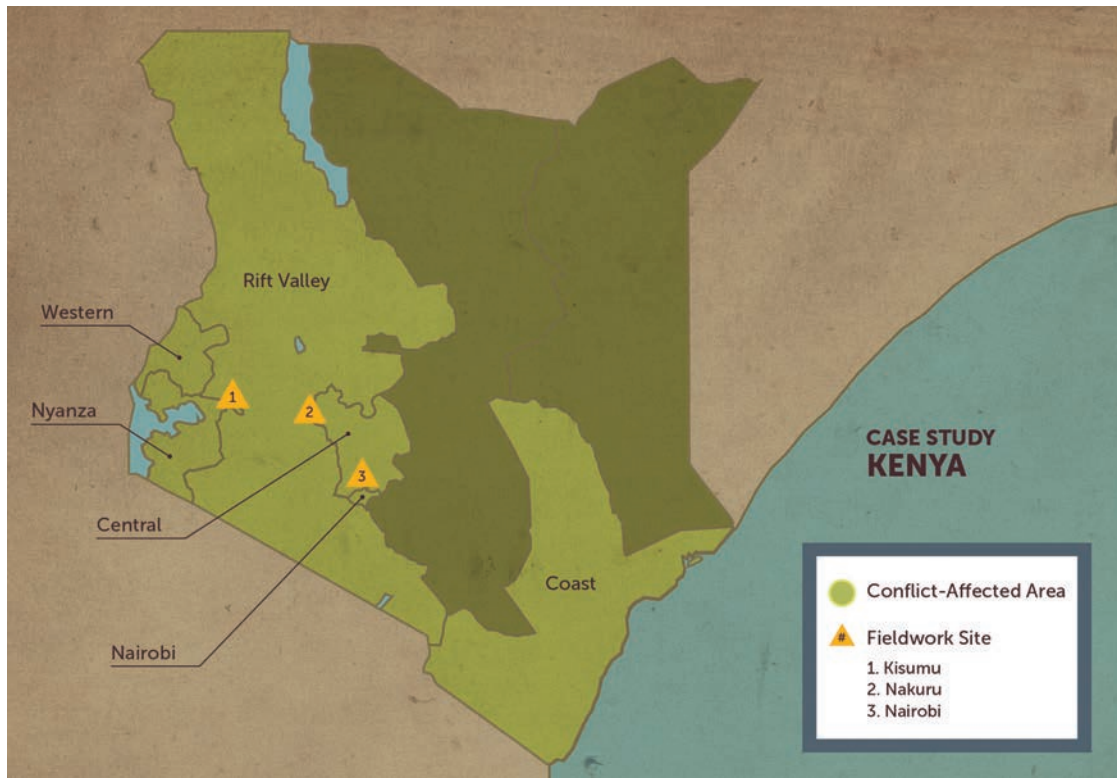 Rift Valley
Western
1
2
Nyanza
3
CASE STUDY
KENYA
Central
Coast
Nairobi
Conflict-Affected Area
# Fieldwork Site
1. Kisumu
2. Nakuru
3. Nairobi